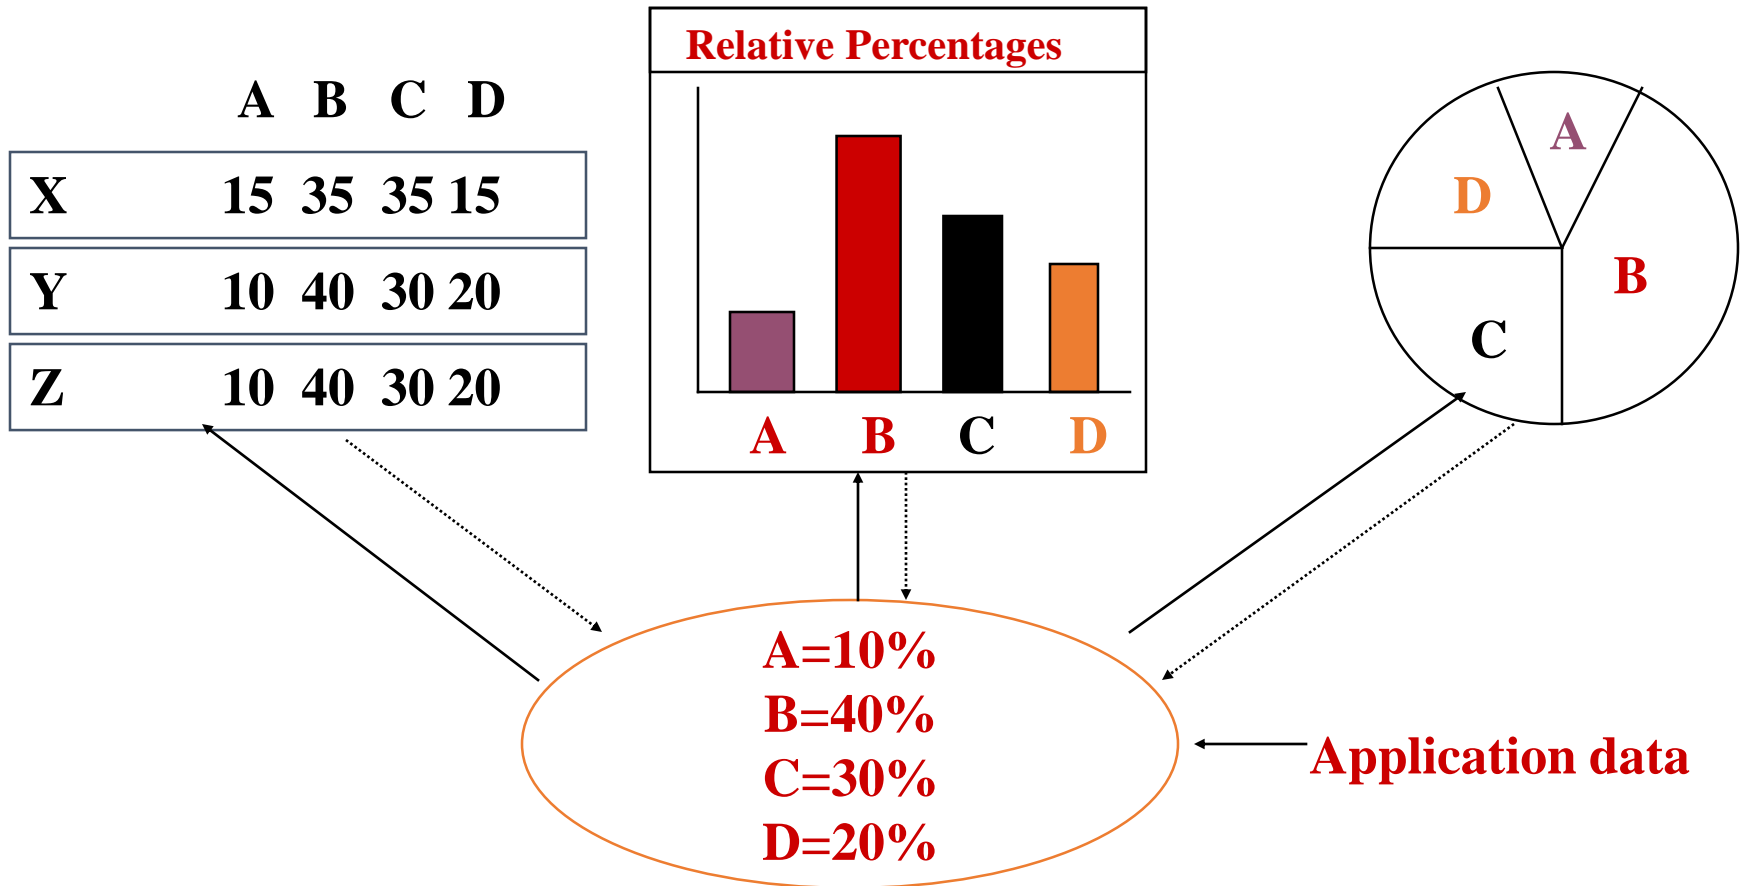 A B C D
X 15 35 35 15
Y 10 40 30 20
Z 10 40 30 20
Relative Percentages
A B C D
A
D
B
C
A=10%
B=40%
C=30%
D=20%
Application data